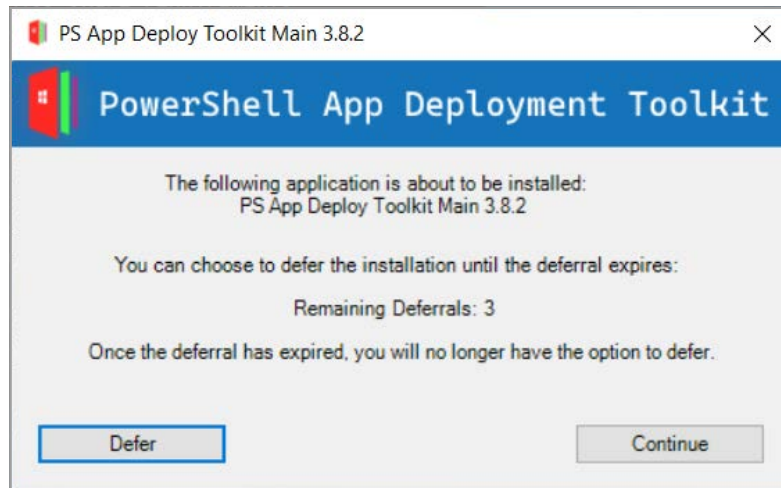 PS App Deploy Toolkit Main 3.8.2
PowerShell App Deployment Toolkit
The following application is about to be installed:
PS App Deploy Toolkit Main 3.8.2
You can choose to defer the installation until the deferral expires:
Remaining Deferrals: 3
Once the deferral has expired, you will no longer have the option to defer.
Defer
Continue